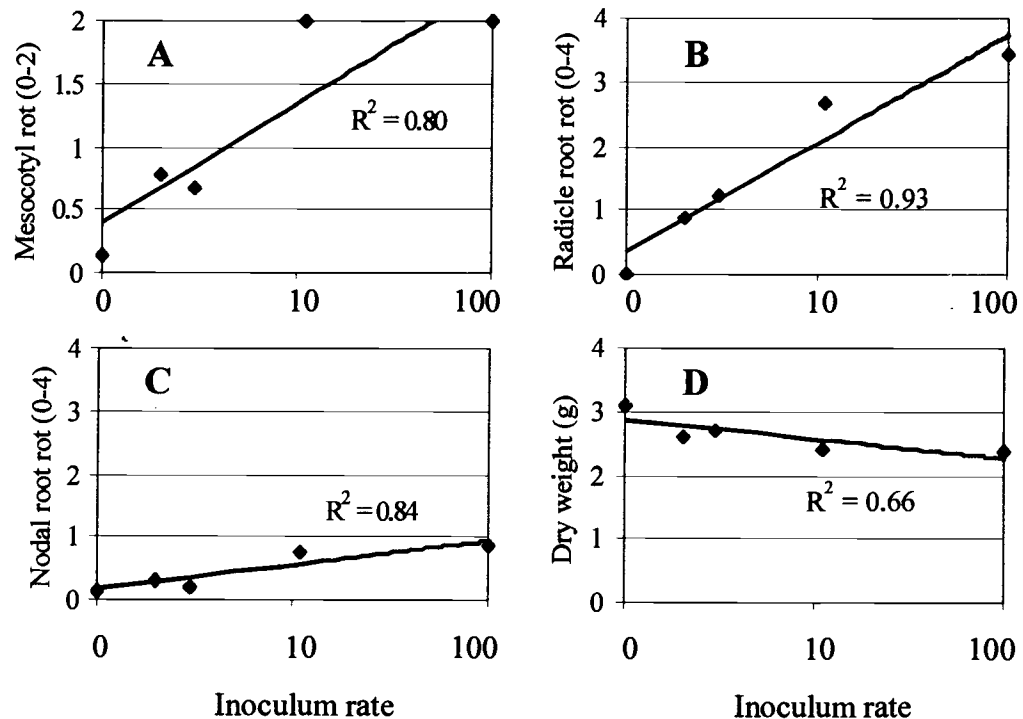 A
Mesocotyl rot (0-2)
2
1.5
1
0.5
0
R² = 0.80
0 10 100
B
Radicle root rot (0-4)
4
3
2
1
0
R² = 0.93
0 10 100
C
Nodal root rot (0-4)
4
3
2
1
0
R² = 0.84
0 10 100
Inoculum rate
D
Dry weight (g)
4
3
2
1
0
R² = 0.66
0 10 100
Inoculum rate